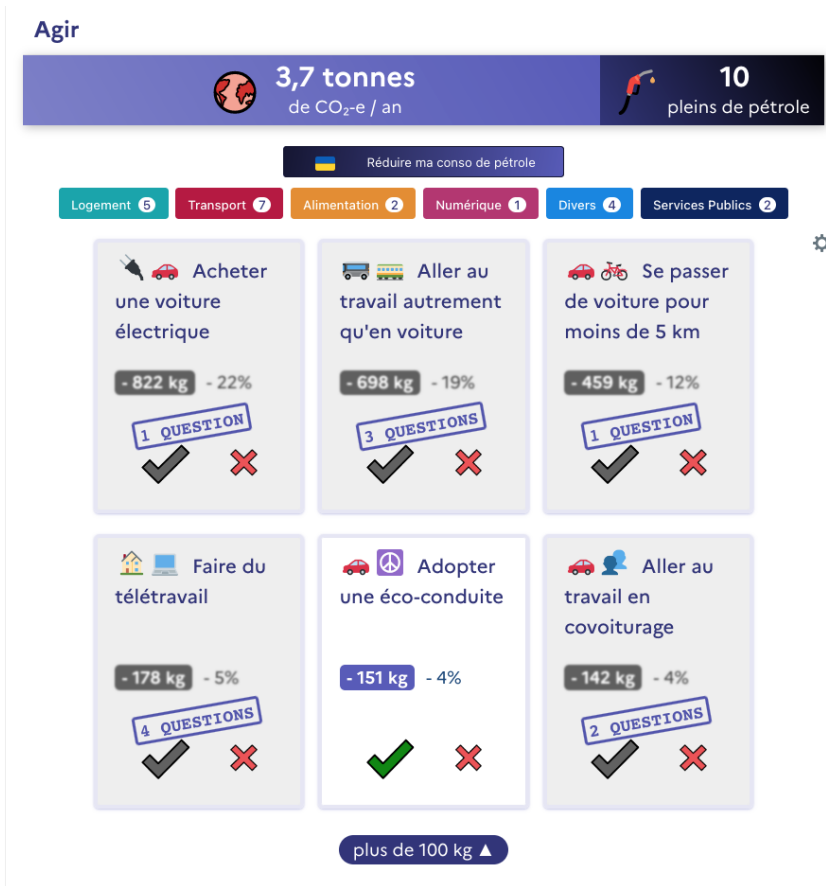 Agir
3,7 tonnes
de CO₂-e / an
10
pleins de pétrole
Réduire ma conso de pétrole
Logement 5
Transport 7
Alimentation 2
Numérique 1
Divers 4
Services Publics 2
Acheter
une voiture
électrique
- 822 kg - 22%
1 QUESTION
Aller au
travail autrement
qu'en voiture
- 698 kg - 19%
3 QUESTIONS
Se passer
de voiture pour
moins de 5 km
- 459 kg - 12%
1 QUESTION
Faire du
télétravail
- 178 kg - 5%
4 QUESTIONS
Adopter
une éco-conduite
- 151 kg - 4%
Aller au
travail en
covoiturage
- 142 kg - 4%
2 QUESTIONS
plus de 100 kg ▲